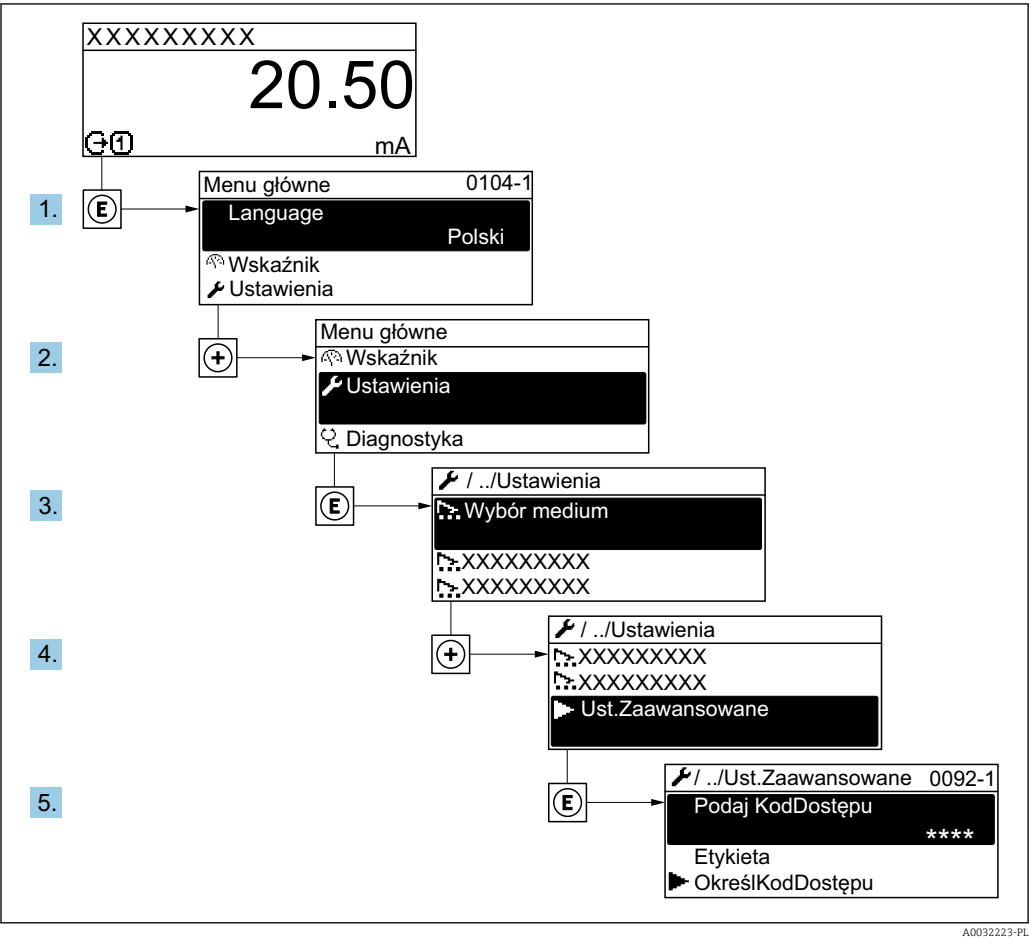 XXXXXXXXX
20.50
mA
1.
E
Menu główne 0104-1
Language
Polski
Wskaźnik
Ustawienia
2.
+
Menu główne
Wskaźnik
Ustawienia
Diagnostyka
3.
E
/ ../Ustawienia
Wybór medium
XXXXXXXXX
XXXXXXXXX
4.
+
/ ../Ustawienia
XXXXXXXXX
XXXXXXXXX
Ust.Zaawansowane
5.
E
/ ../Ust.Zaawansowane 0092-1
Podaj KodDostępu
****
Etykieta
OkreślKodDostępu
A0032223-PL